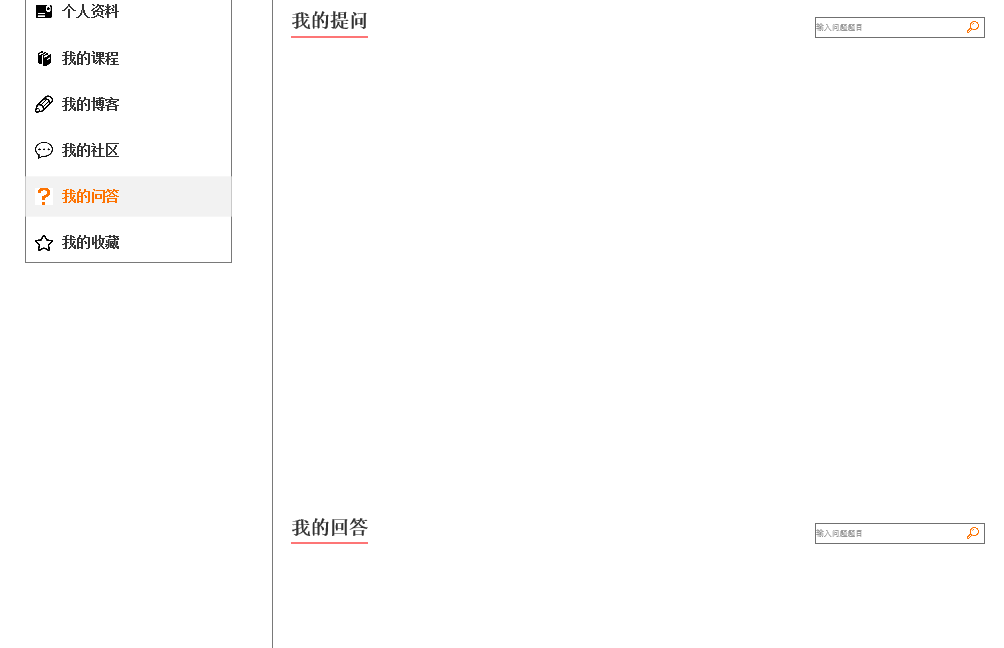 个人资料
我的课程
我的博客
我的社区
我的问答
我的收藏
我的提问
输入问题题目
我的回答
输入问题题目